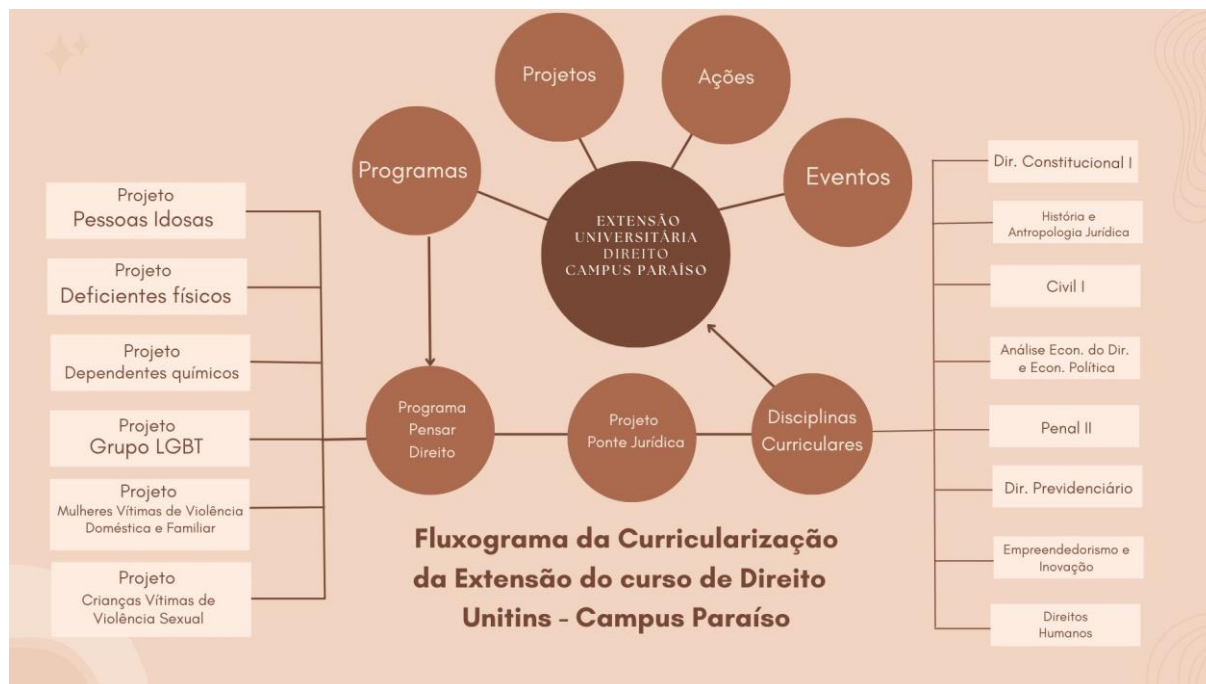 Projetos
Ações
Programas
Eventos
EXTENSÃO
UNIVERSITÁRIA
DIREITO
CAMPUS PARAÍSO
Projeto
Pessoas Idosas
Projeto
Deficientes físicos
Projeto
Dependentes químicos
Projeto
Grupo LGBT
Projeto
Mulheres Vítimas de Violência
Doméstica e Familiar
Projeto
Crianças Vítimas de
Violência Sexual
Programa
Pensar
Direito
Projeto
Ponte Jurídica
Disciplinas
Curriculares
Dir. Constitucional I
História e
Antropologia Jurídica
Civil I
Análise Econ. do Dir.
e Econ. Política
Penal II
Dir. Previdenciário
Empreendedorismo e
Inovação
Direitos
Humanos
Fluxograma da Curricularização
da Extensão do curso de Direito
Unitins - Campus Paraíso